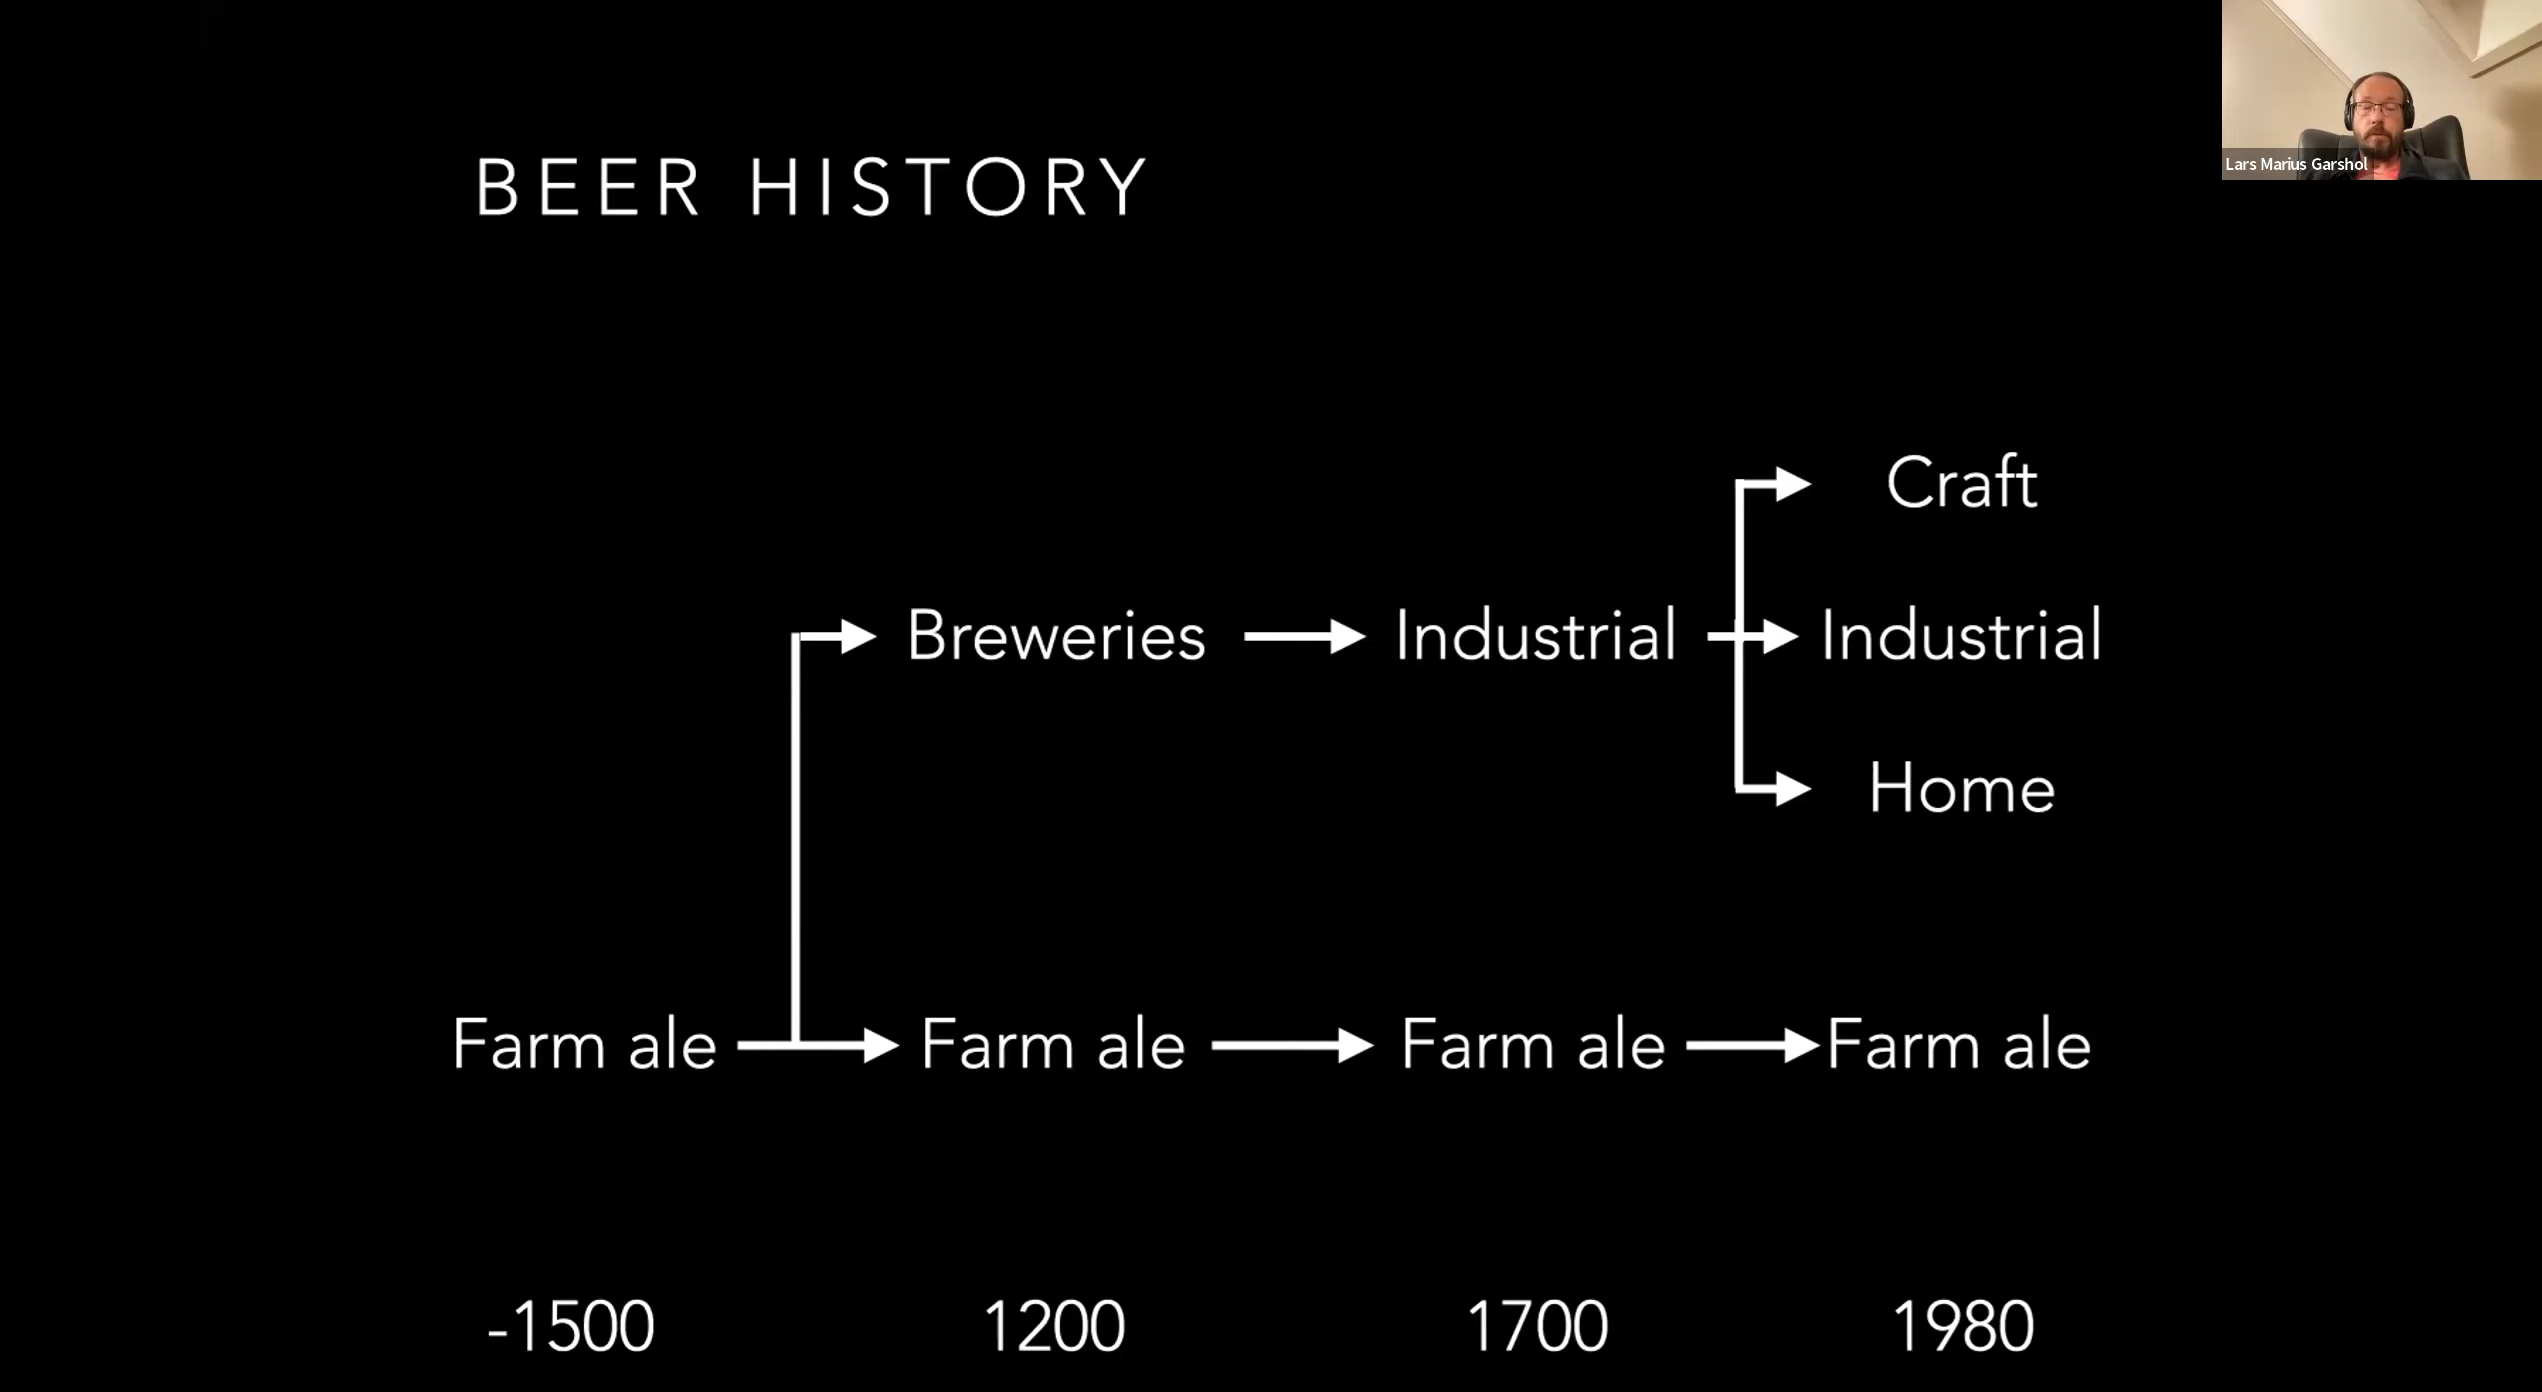 BEER HISTORY
Lars Marius Garshol
Craft
Breweries Industrial Industrial
Home
Farm ale Farm ale Farm ale Farm ale
-1500 1200 1700 1980